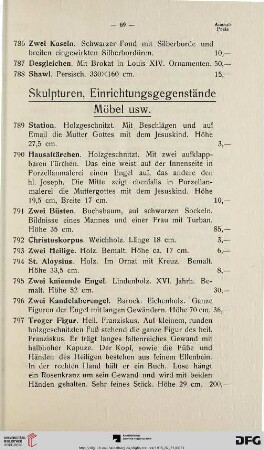 — 69 —
Ausruf-
Preis
786 Zwei Kaseln. Schwarzer Fond mit Silberborde und
breiten eingewirkten Silberbordüren. 10,—
787 Desgleichen. Mit Brokat in Louis XIV. Ornamenten. 50,—
788 Shawl. Persisch. 330×160 cm. 15,—
Skulpturen, Einrichtungsgegenstände
Möbel usw.
789 Station. Holzgeschnitzt. Mit Beschlägen und auf
Email die Mutter Gottes mit dem Jesuskind. Höhe
27,5 cm. 3,—
790 Hausaltärchen. Holzgeschnitzt. Mit zwei aufklapp-
baren Türchen. Das eine weist auf der Innenseite in
Porzellanmalerei einen Engel auf, das andere den
hl. Joseph. Die Mitte zeigt ebenfalls in Porzellan-
malerei die Muttergottes mit dem Jesuskind. Höhe
19,5 cm, Breite 17 cm. 10,—
791 Zwei Büsten. Buchsbaum, auf schwarzen Sockeln.
Bildnisse eines Mannes und einer Frau mit Turban.
Höhe 35 cm. 85,—
792 Christuskorpus. Weichholz. Länge 18 cm. 3,—
793 Zwei Heilige. Holz. Bemalt. Höhe ca. 17 cm. 6,—
794 St. Aloysius. Holz. Im Ornat mit Kreuz. Bemalt.
Höhe 33,5 cm. 8,—
795 Zwei knieende Engel. Lindenholz. XVI. Jahrh. Be-
malt. Höhe 52 cm. 30,—
796 Zwei Kandelaberengel. Barock. Eichenholz. Ganze
Figuren der Engel mit langen Gewändern. Höhe 70 cm. 36,—
797 Troger Figur. Heil. Franziskus. Auf kleinem, runden
holzgeschnitzten Fuß stehend die ganze Figur des heil.
Franziskus. Er trägt langes faltenreiches Gewand mit
halbhoher Kapuze. Der Kopf, sowie die Füße und
Händen des Heiligen bestehen aus feinem Elfenbein.
In der rechten Hand hält er ein Buch. Lose hängt
ein Rosenkranz um sein Gewand und wird mit beiden
Händen gehalten. Sehr feines Stück. Höhe 29 cm. 200,—
UNIVERSITÄTS-
BIBLIOTHEK
HEIDELBERG
DFG